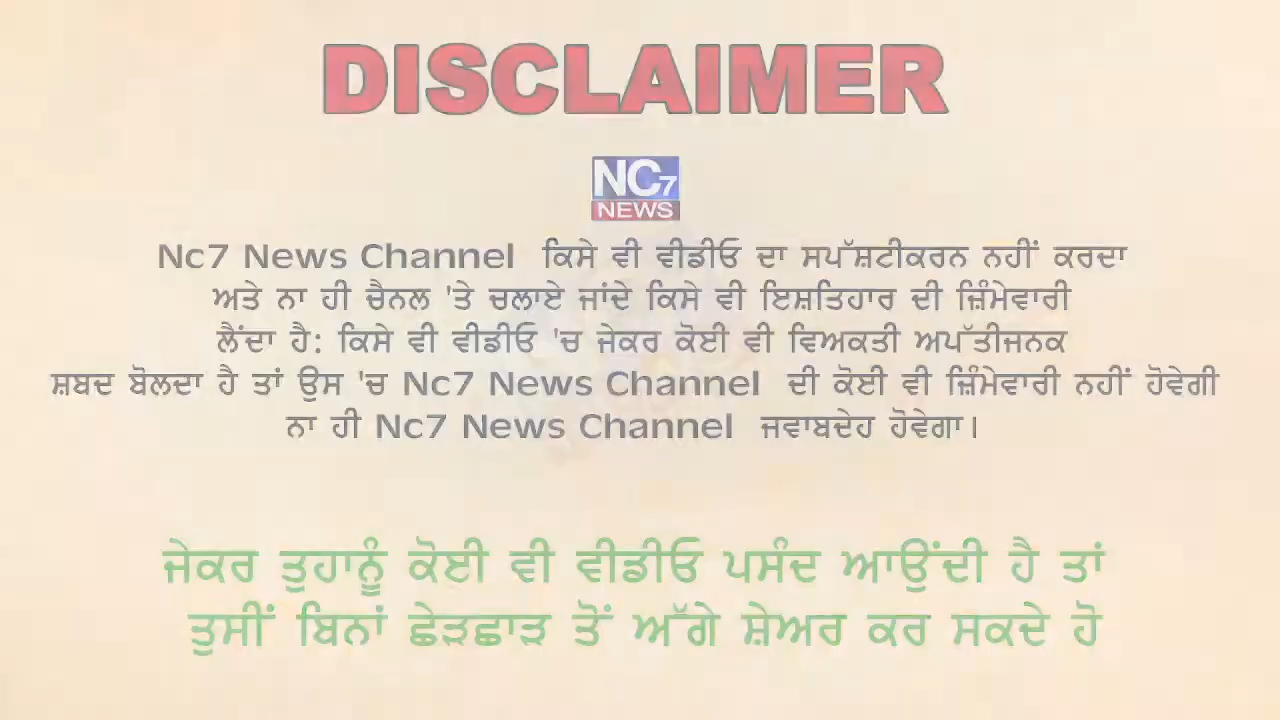 DISCLAIMER
NC7
NEWS
Nc7 News Channel ਕਿਸੇ ਵੀ ਵੀਡੀਓ ਦਾ ਸਪੱਸ਼ਟੀਕਰਨ ਨਹੀਂ ਕਰਦਾ
ਅਤੇ ਨਾ ਹੀ ਚੈਨਲ 'ਤੇ ਚਲਾਏ ਜਾਂਦੇ ਕਿਸੇ ਵੀ ਇਸ਼ਤਿਹਾਰ ਦੀ ਜ਼ਿੰਮੇਵਾਰੀ
ਲੈਂਦਾ ਹੈ: ਕਿਸੇ ਵੀ ਵੀਡੀਓ 'ਚ ਜੇਕਰ ਕੋਈ ਵੀ ਵਿਅਕਤੀ ਅਪੱਤੀਜਨਕ
ਸ਼ਬਦ ਬੋਲਦਾ ਹੈ ਤਾਂ ਉਸ 'ਚ Nc7 News Channel ਦੀ ਕੋਈ ਵੀ ਜ਼ਿੰਮੇਵਾਰੀ ਨਹੀਂ ਹੋਵੇਗੀ
ਨਾ ਹੀ Nc7 News Channel ਜਵਾਬਦੇਹ ਹੋਵੇਗਾ।
ਜੇਕਰ ਤੁਹਾਨੂੰ ਕੋਈ ਵੀ ਵੀਡੀਓ ਪਸੰਦ ਆਉਂਦੀ ਹੈ ਤਾਂ
ਤੁਸੀਂ ਬਿਨਾਂ ਛੇੜਛਾੜ ਤੋਂ ਅੱਗੇ ਸ਼ੇਅਰ ਕਰ ਸਕਦੇ ਹੋ